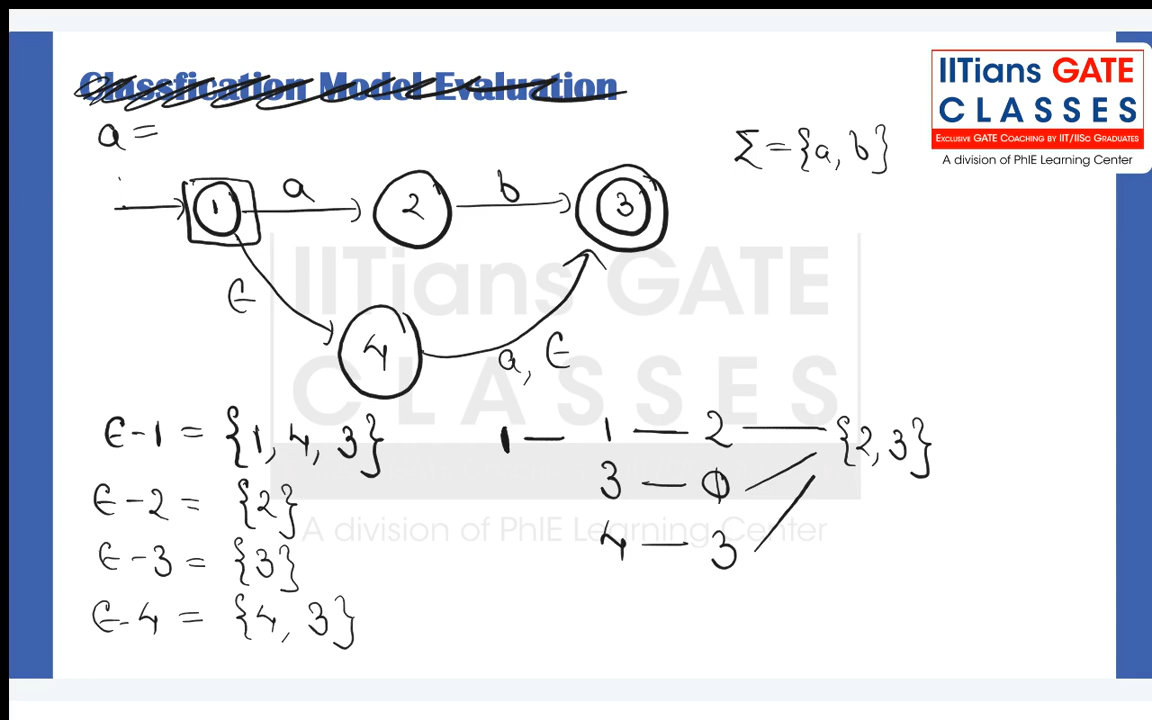 Classfication Model Evaluation
IITians GATE
CLASSES
EXCLUSIVE GATE COACHING BY IIT/IISC GRADUATES
A division of PhIE Learning Center
a =
Σ = {a, b}
1 a 2 b 3
ϵ
4
a, ϵ
IITians GATE
CLASSES
A division of PhIE Learning Center
ϵ-1 = {1, 4, 3}
1 — 1 — 2 — {2, 3}
ϵ-2 = {2}
3 — ϕ
ϵ-3 = {3}
4 — 3
ϵ-4 = {4, 3}